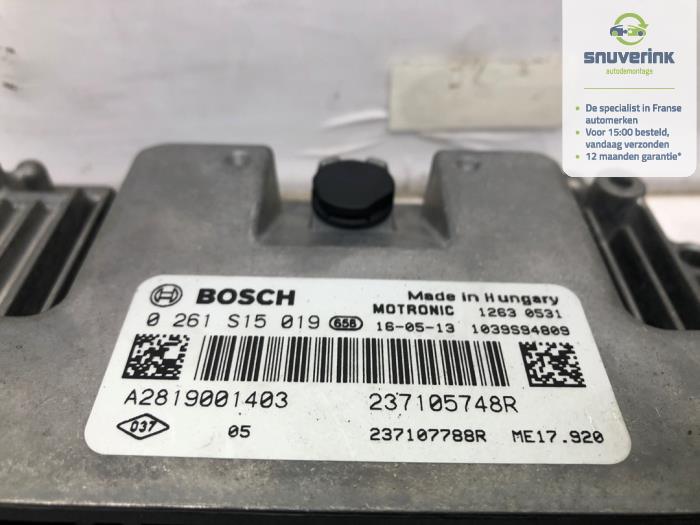 snuverink
autodemontage
• De specialist in Franse automerken
• Voor 15:00 besteld, vandaag verzonden
• 12 maanden garantie*
BOSCH
Made in Hungary
MOTRONIC 1263 0531
0 261 S15 019 658 16-05-13 1039S94809
A2819001403 237105748R
037 05 237107788R ME17.920